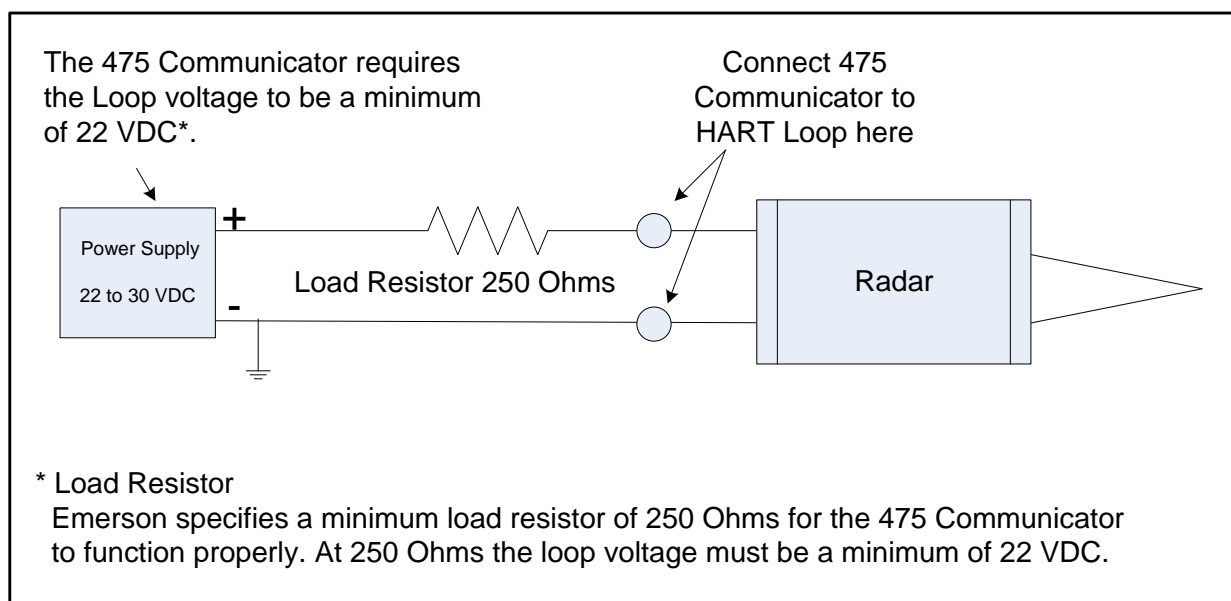 The 475 Communicator requires
the Loop voltage to be a minimum
of 22 VDC*.
Connect 475
Communicator to
HART Loop here
+
Power Supply
22 to 30 VDC
-
Load Resistor 250 Ohms
Radar
* Load Resistor
Emerson specifies a minimum load resistor of 250 Ohms for the 475 Communicator
to function properly. At 250 Ohms the loop voltage must be a minimum of 22 VDC.